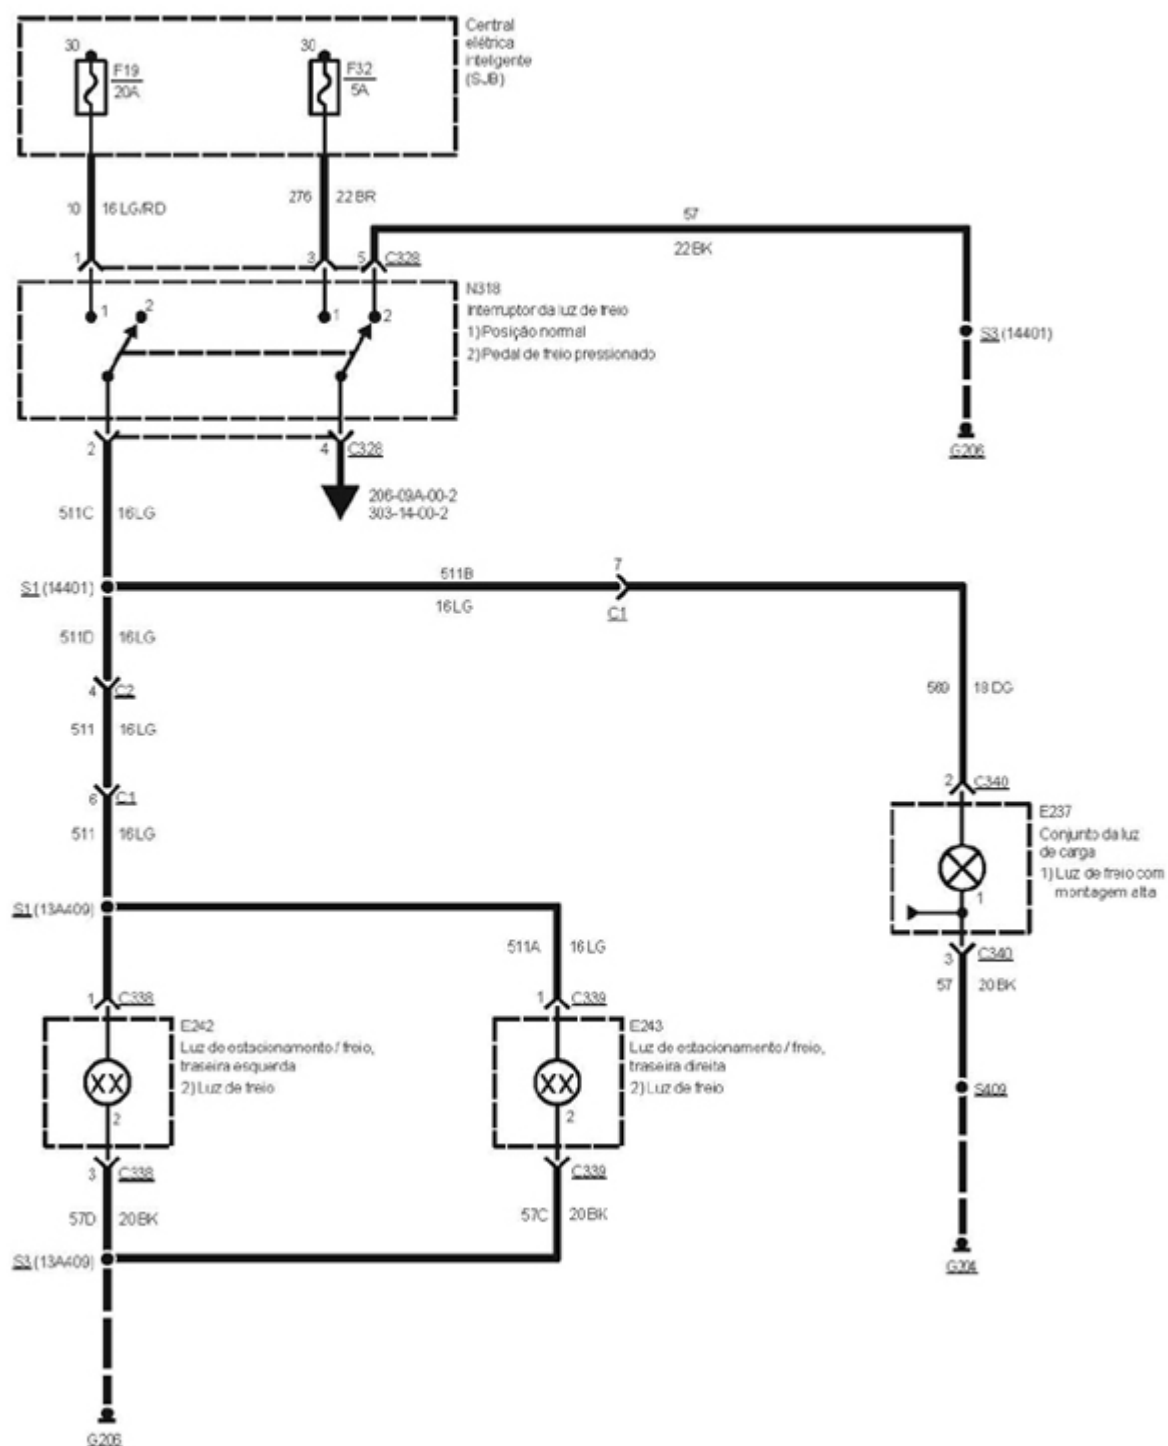 Central
elétrica
inteligente
(SJB)
30
F19
20A
30
F32
5A
10
16 LG/RD
276
22 BR
57
22 BK
1
3
5
C328
N318
Interruptor da luz de freio
1) Posição normal
2) Pedal de freio pressionado
1
2
1
2
S3 (14401)
G206
2
4
C328
206-09A-00-2
303-14-00-2
511C
16 LG
S1 (14401)
511B
16 LG
7
C1
511D
16 LG
4
C2
569
18 DG
511
16 LG
6
C1
2
C340
511
16 LG
E237
Conjunto da luz
de carga
1) Luz de freio com
montagem alta
1
S1 (13A409)
511A
16 LG
3
C340
57
20 BK
1
C338
1
C339
E242
Luz de estacionamento / freio,
traseira esquerda
2) Luz de freio
XX
2
E243
Luz de estacionamento / freio,
traseira direita
2) Luz de freio
XX
2
S409
3
C338
C339
57D
20 BK
57C
20 BK
S3 (13A409)
G204
G206